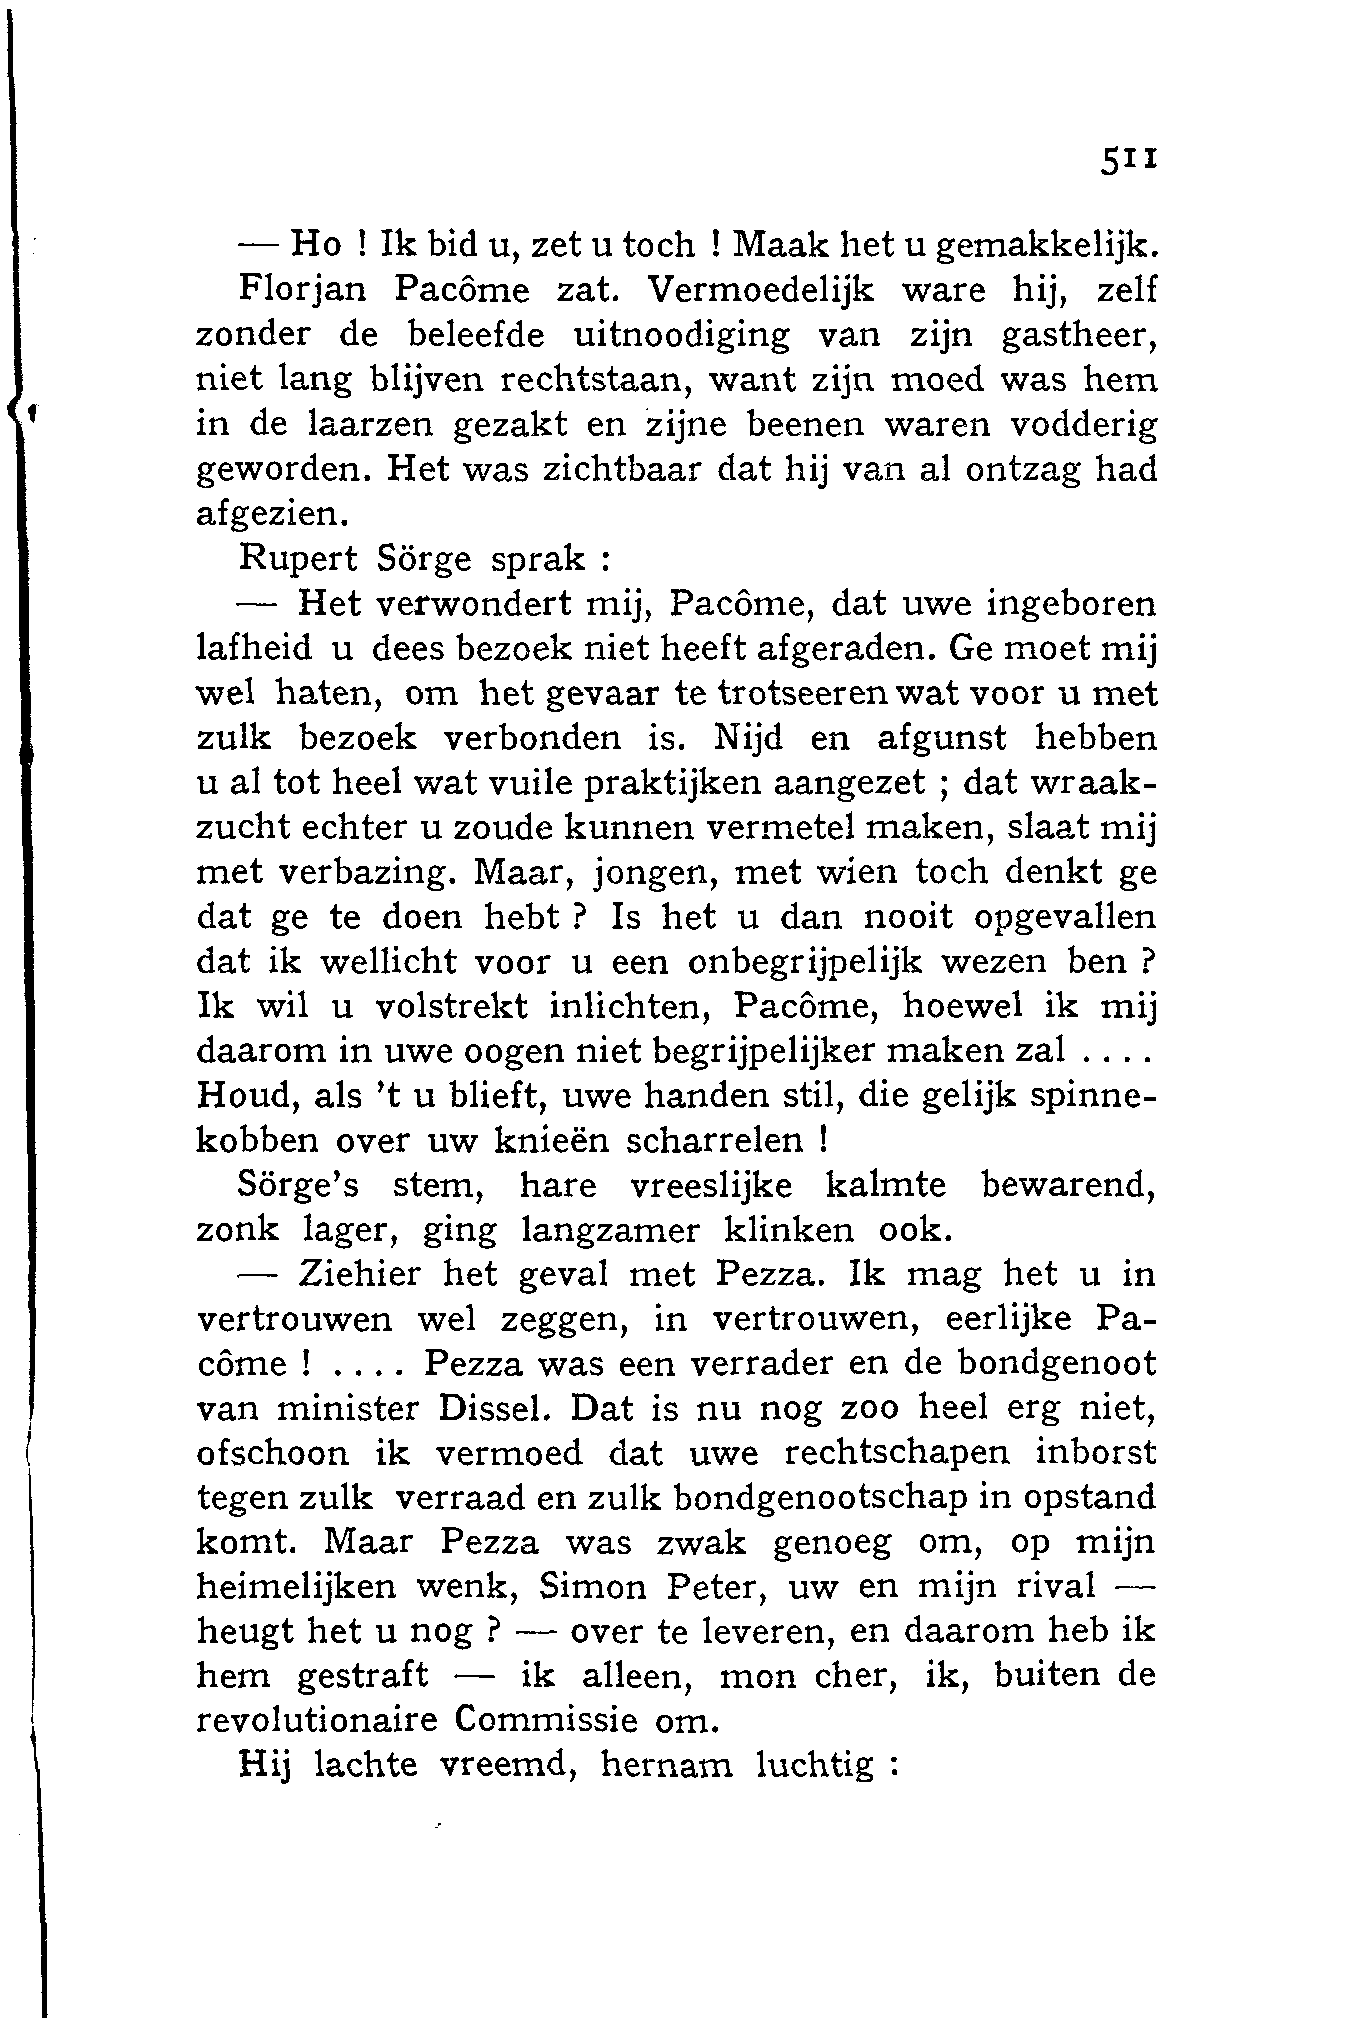 511
— Ho ! Ik bid u, zet u toch ! Maak het u gemakkelijk.
Florjan Pacôme zat. Vermoedelijk ware hij, zelf
zonder de beleefde uitnoodiging van zijn gastheer,
niet lang blijven rechtstaan, want zijn moed was hem
in de laarzen gezakt en zijne beenen waren vodderig
geworden. Het was zichtbaar dat hij van al ontzag had
afgezien.
Rupert Sörge sprak :
— Het verwondert mij, Pacôme, dat uwe ingeboren
lafheid u dees bezoek niet heeft afgeraden. Ge moet mij
wel haten, om het gevaar te trotseeren wat voor u met
zulk bezoek verbonden is. Nijd en afgunst hebben
u al tot heel wat vuile praktijken aangezet ; dat wraak-
zucht echter u zoude kunnen vermetel maken, slaat mij
met verbazing. Maar, jongen, met wien toch denkt ge
dat ge te doen hebt ? Is het u dan nooit opgevallen
dat ik wellicht voor u een onbegrijpelijk wezen ben ?
Ik wil u volstrekt inlichten, Pacôme, hoewel ik mij
daarom in uwe oogen niet begrijpelijker maken zal ....
Houd, als 't u blieft, uwe handen stil, die gelijk spinne-
kobben over uw knieën scharrelen !
Sörge's stem, hare vreeslijke kalmte bewarend,
zonk lager, ging langzamer klinken ook.
— Ziehier het geval met Pezza. Ik mag het u in
vertrouwen wel zeggen, in vertrouwen, eerlijke Pa-
côme ! .... Pezza was een verrader en de bondgenoot
van minister Dissel. Dat is nu nog zoo heel erg niet,
ofschoon ik vermoed dat uwe rechtschapen inborst
tegen zulk verraad en zulk bondgenootschap in opstand
komt. Maar Pezza was zwak genoeg om, op mijn
heimelijken wenk, Simon Peter, uw en mijn rival —
heugt het u nog ? — over te leveren, en daarom heb ik
hem gestraft — ik alleen, mon cher, ik, buiten de
revolutionaire Commissie om.
Hij lachte vreemd, hernam luchtig :